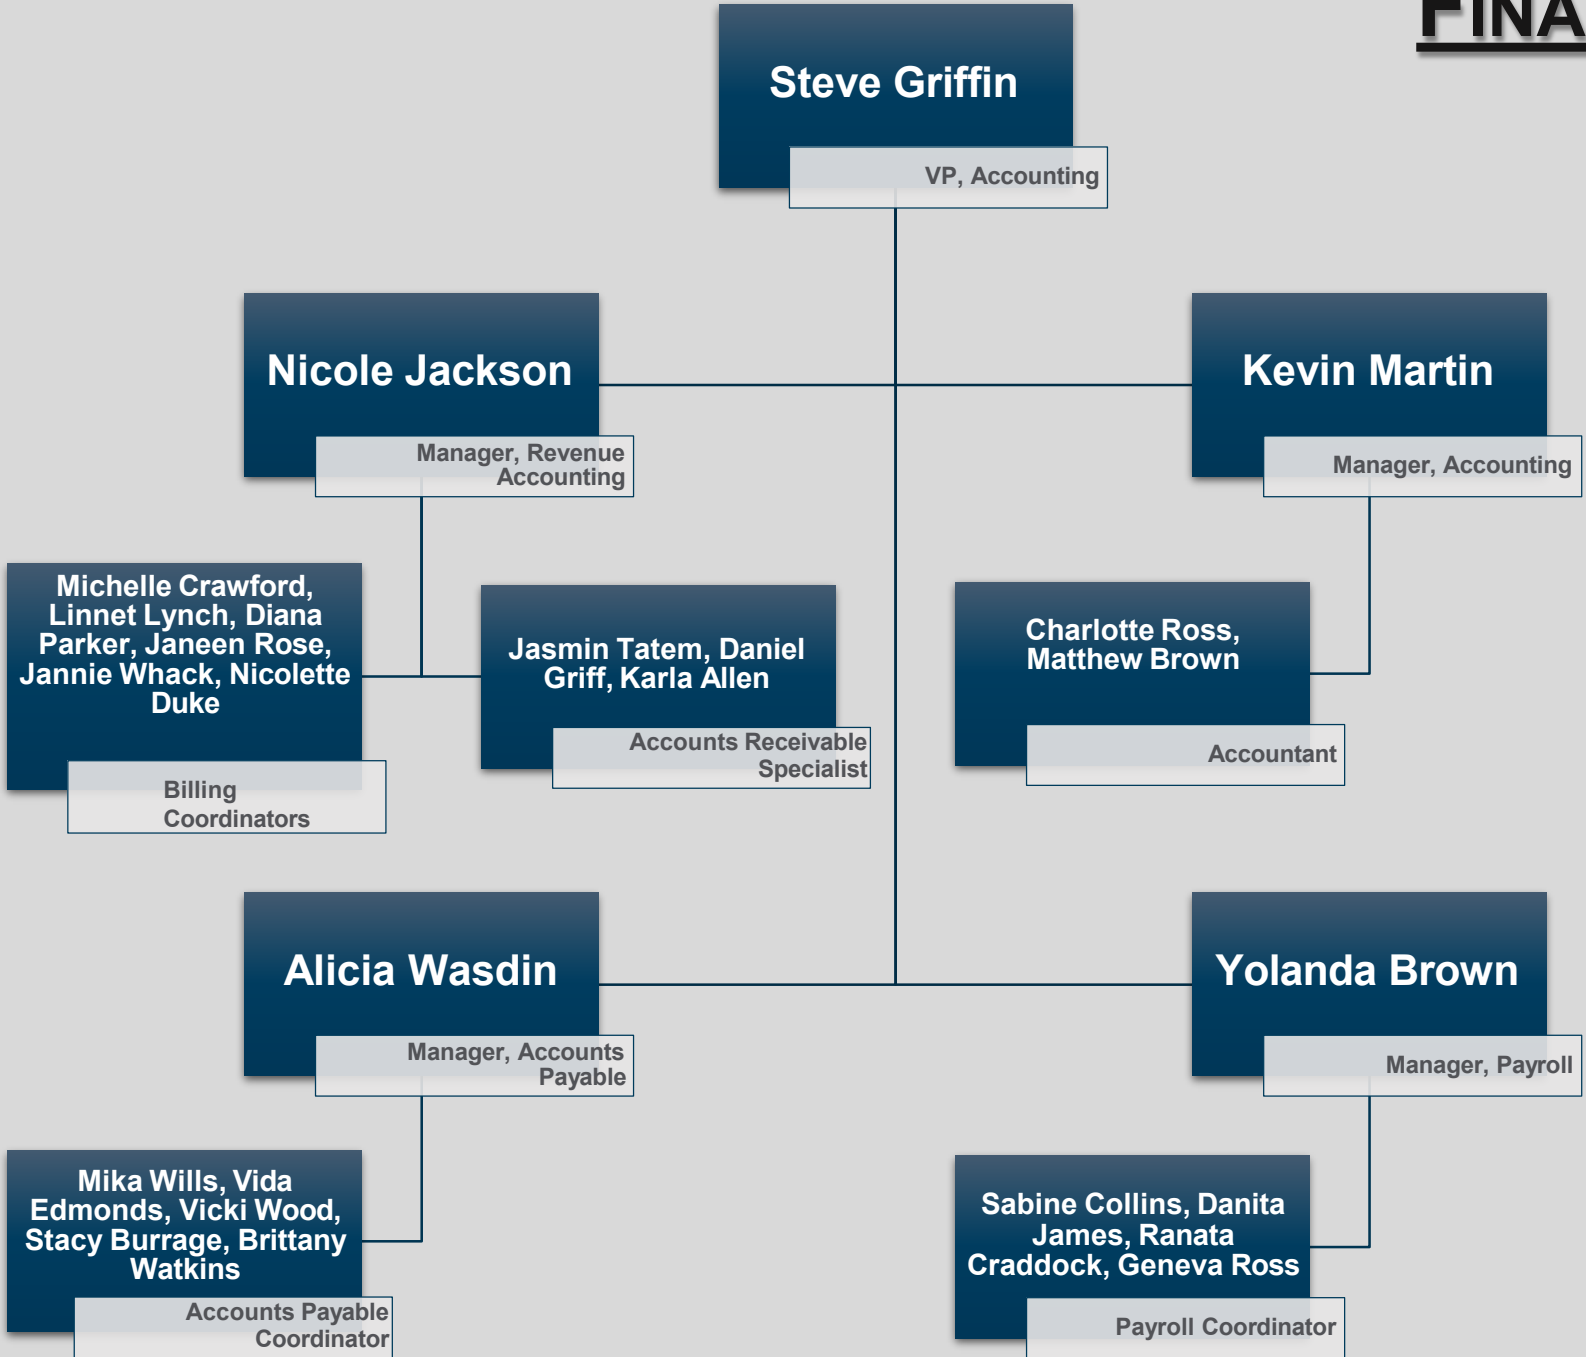 Steve Griffin
VP, Accounting
Nicole Jackson
Manager, Revenue
Accounting
Kevin Martin
Manager, Accounting
Michelle Crawford,
Linnet Lynch, Diana
Parker, Janeen Rose,
Jannie Whack, Nicolette
Duke
Billing
Coordinators
Jasmin Tatem, Daniel
Griff, Karla Allen
Accounts Receivable
Specialist
Charlotte Ross,
Matthew Brown
Accountant
Alicia Wasdin
Manager, Accounts
Payable
Yolanda Brown
Manager, Payroll
Mika Wills, Vida
Edmonds, Vicki Wood,
Stacy Burrage, Brittany
Watkins
Accounts Payable
Coordinator
Sabine Collins, Danita
James, Ranata
Craddock, Geneva Ross
Payroll Coordinator